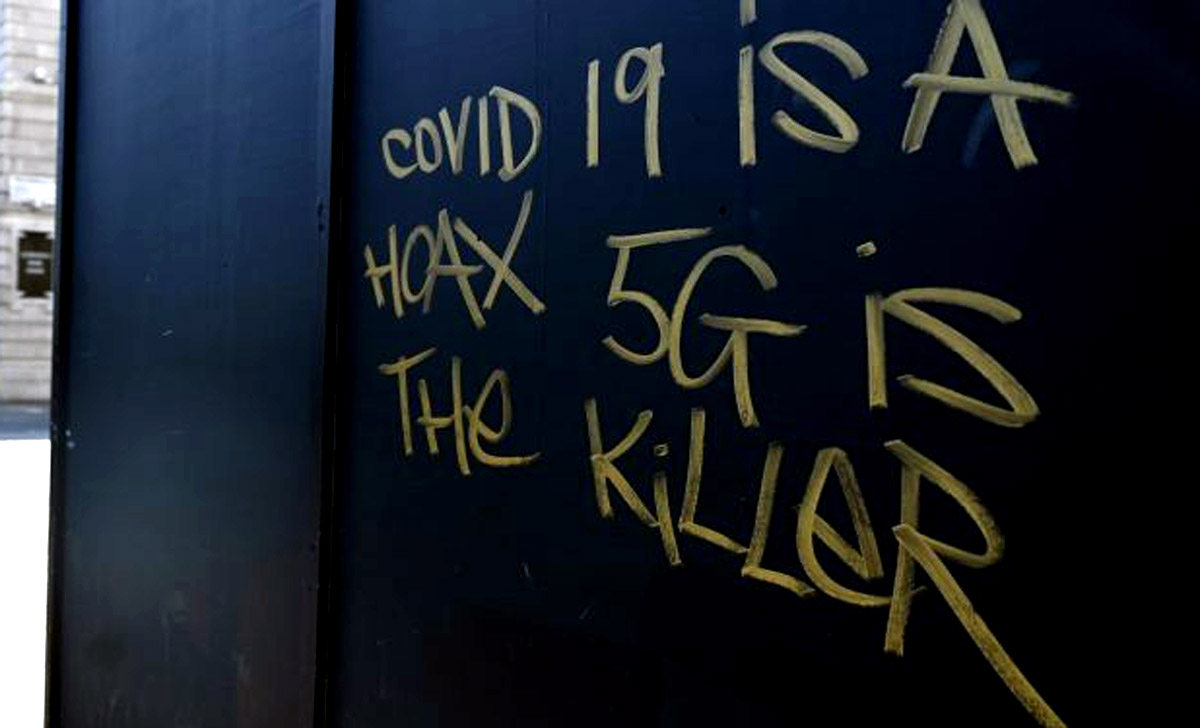 COVID 19 iS A
HOAX 5G iS
THe KiLLeR